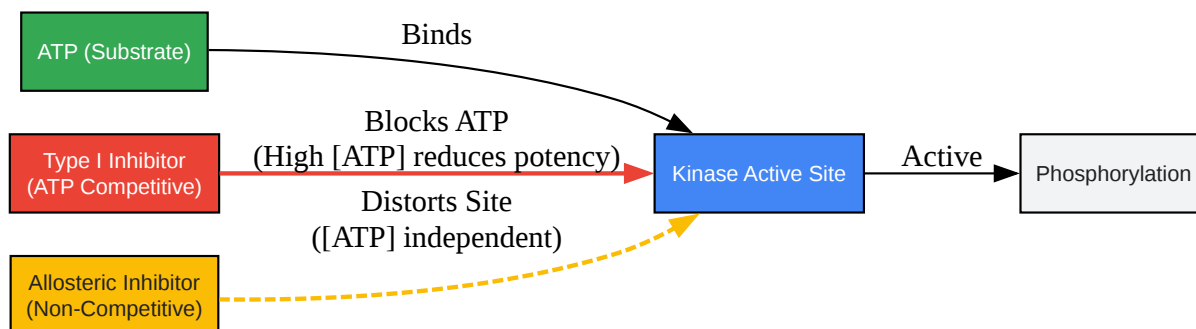 ATP (Substrate)
Binds
Type I Inhibitor
(ATP Competitive)
Blocks ATP
(High [ATP] reduces potency)
Kinase Active Site
Active
Phosphorylation
Distorts Site
([ATP] independent)
Allosteric Inhibitor
(Non-Competitive)